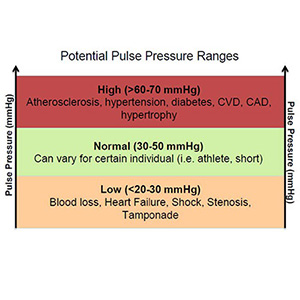 Potential Pulse Pressure Ranges
High (>60-70 mmHg)
Atherosclerosis, hypertension, diabetes, CVD, CAD,
hypertrophy
Normal (30-50 mmHg)
Can vary for certain individual (i.e. athlete, short)
Low (<20-30 mmHg)
Blood loss, Heart Failure, Shock, Stenosis,
Tamponade
Pulse Pressure (mmHg)
Pulse Pressure (mmHg)